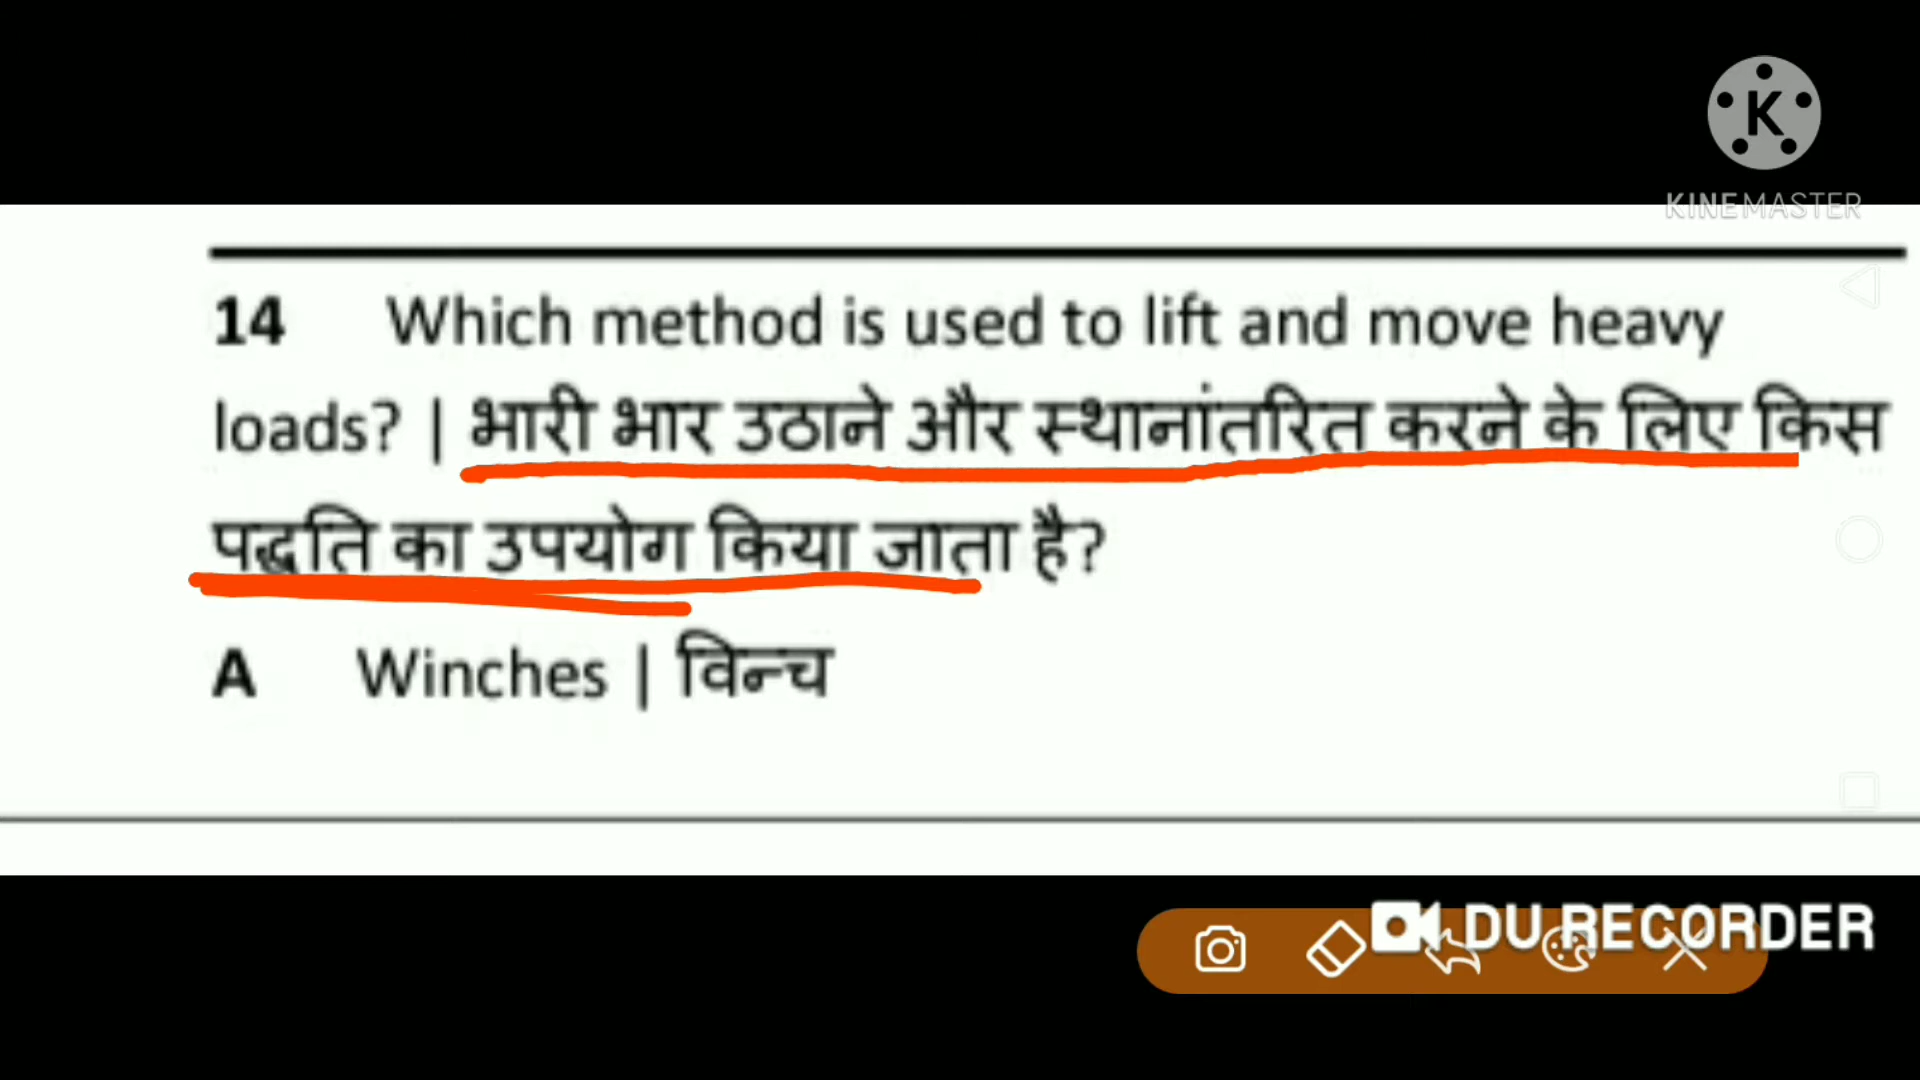 K
KINEMASTER
14 Which method is used to lift and move heavy
loads? | भारी भार उठाने और स्थानांतरित करने के लिए किस
पद्धति का उपयोग किया जाता है?
A Winches | विन्च
DU RECORDER